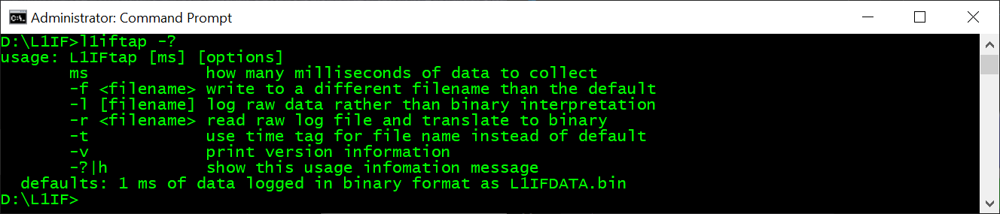 Administrator: Command Prompt
D:\L1IF>l1iftap -?
usage: L1IFtap [ms] [options]
ms how many milliseconds of data to collect
-f <filename> write to a different filename than the default
-l [filename] log raw data rather than binary interpretation
-r <filename> read raw log file and translate to binary
-t use time tag for file name instead of default
-v print version information
-?|h show this usage infomation message
defaults: 1 ms of data logged in binary format as L1IFDATA.bin
D:\L1IF>